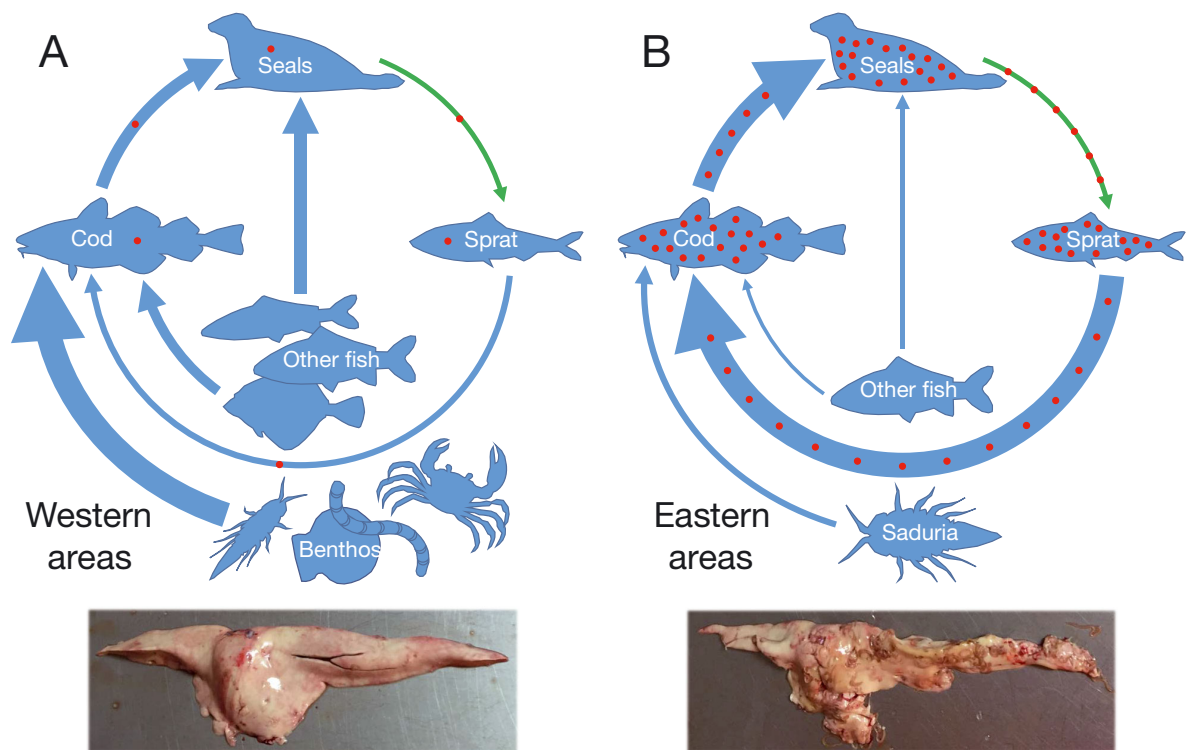 A
Seals
Cod
Sprat
Other fish
Benthos
Western
areas
B
Seals
Cod
Sprat
Other fish
Saduria
Eastern
areas